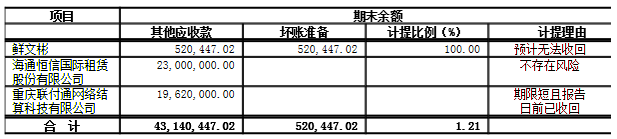 项目 期末余额
其他应收款 坏账准备 计提比例（%） 计提理由
鲜文彬 520,447.02 520,447.02 100.00 预计无法收回
海通恒信国际租赁股份有限公司 23,000,000.00 不存在风险
重庆联付通网络结算科技有限公司 19,620,000.00 期限短且报告日前已收回
合 计 43,140,447.02 520,447.02 1.21